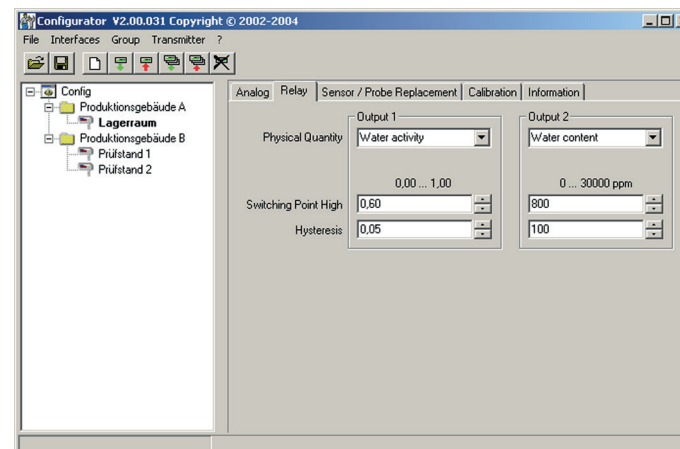 Configurator V2.00.031 Copyright © 2002-2004
File Interfaces Group Transmitter ?
Config
Produktionsgebäude A
Lagerraum
Produktionsgebäude B
Prüfstand 1
Prüfstand 2
Analog Relay Sensor / Probe Replacement Calibration Information
Output 1 Output 2
Physical Quantity Water activity Water content
0,00 ... 1,00 0 ... 30000 ppm
Switching Point High 0,60 800
Hysteresis 0,05 100